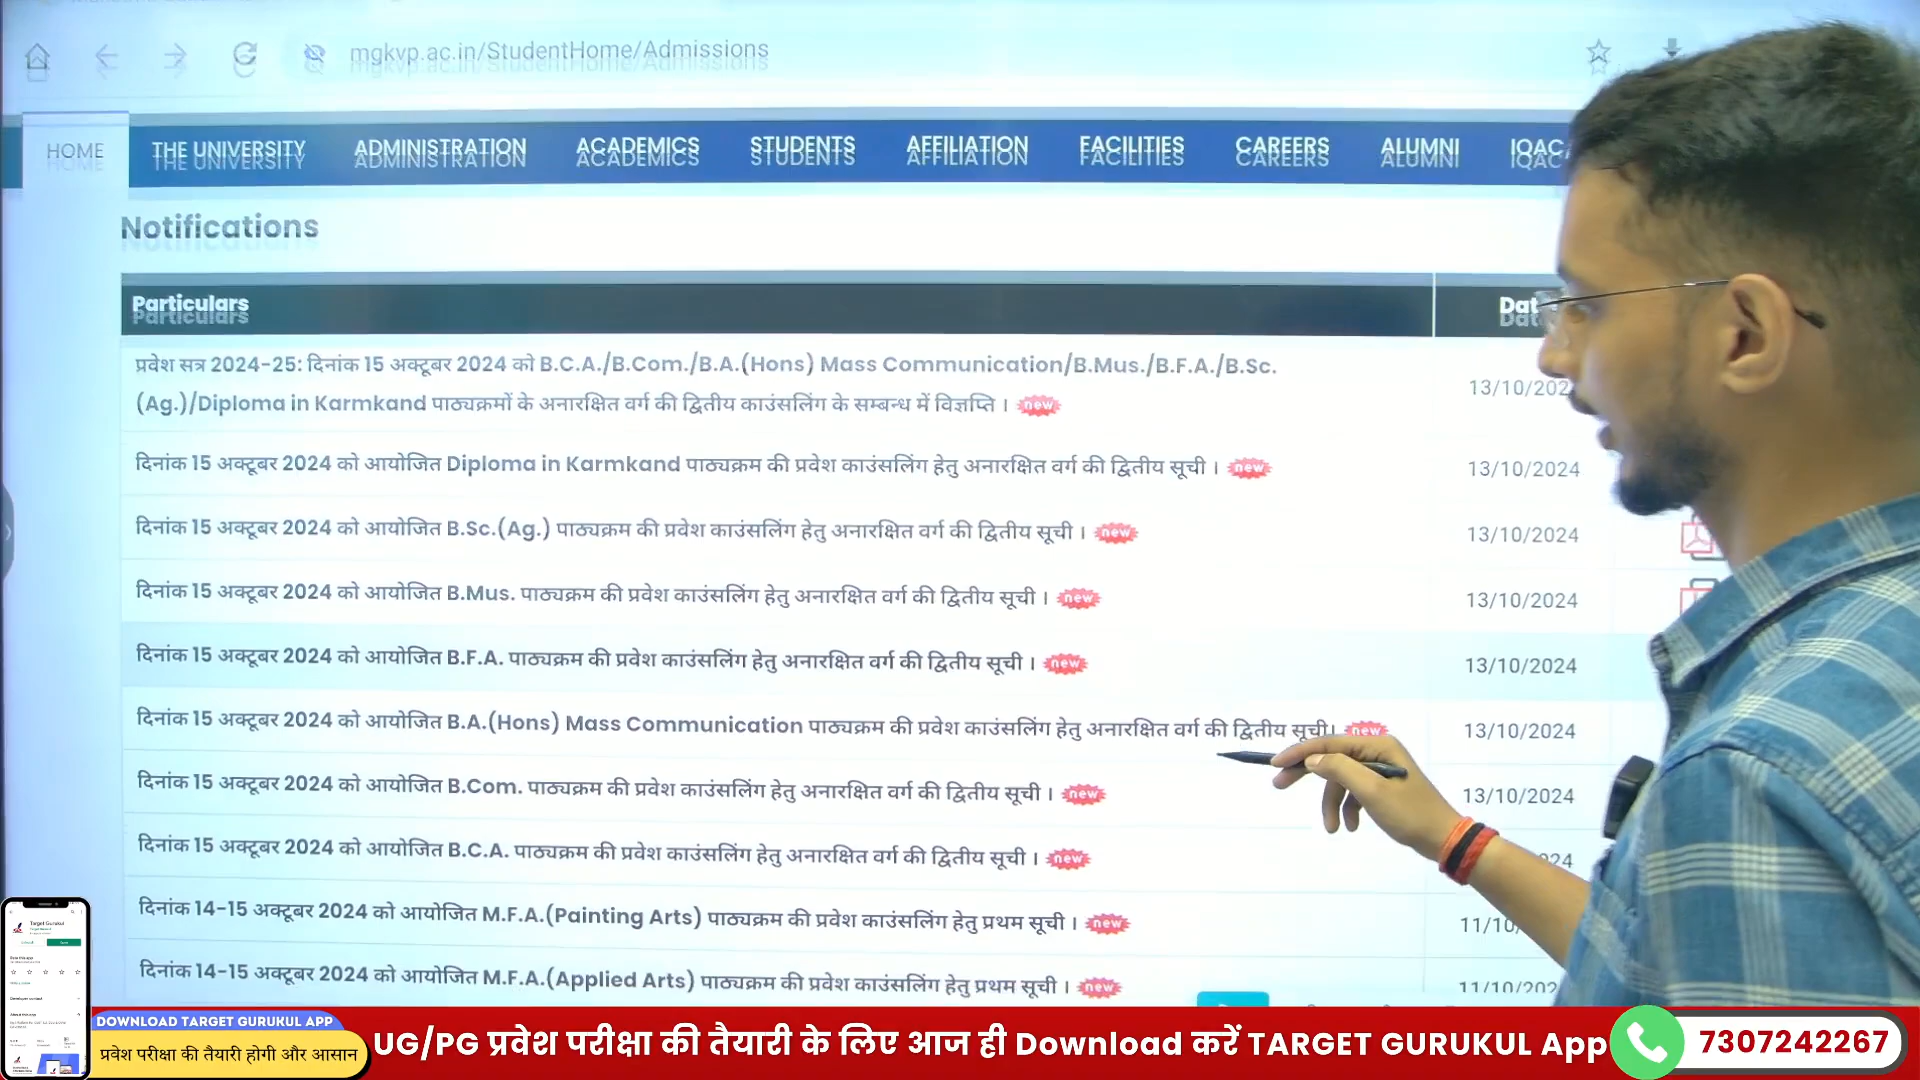 mgkvp.ac.in/StudentHome/Admissions
HOME THE UNIVERSITY ADMINISTRATION ACADEMICS STUDENTS AFFILIATION FACILITIES CAREERS ALUMNI IQAC
Notifications
Particulars
प्रवेश सत्र 2024-25: दिनांक 15 अक्टूबर 2024 को B.C.A./B.Com./B.A.(Hons) Mass Communication/B.Mus./B.F.A./B.Sc.
(Ag.)/Diploma in Karmkand पाठ्यक्रमों के अनारक्षित वर्ग की द्वितीय काउंसलिंग के सम्बन्ध में विज्ञप्ति । new
दिनांक 15 अक्टूबर 2024 को आयोजित Diploma in Karmkand पाठ्यक्रम की प्रवेश काउंसलिंग हेतु अनारक्षित वर्ग की द्वितीय सूची । new 13/10/2024
दिनांक 15 अक्टूबर 2024 को आयोजित B.Sc.(Ag.) पाठ्यक्रम की प्रवेश काउंसलिंग हेतु अनारक्षित वर्ग की द्वितीय सूची । new 13/10/2024
दिनांक 15 अक्टूबर 2024 को आयोजित B.Mus. पाठ्यक्रम की प्रवेश काउंसलिंग हेतु अनारक्षित वर्ग की द्वितीय सूची । new 13/10/2024
दिनांक 15 अक्टूबर 2024 को आयोजित B.F.A. पाठ्यक्रम की प्रवेश काउंसलिंग हेतु अनारक्षित वर्ग की द्वितीय सूची । new 13/10/2024
दिनांक 15 अक्टूबर 2024 को आयोजित B.A.(Hons) Mass Communication पाठ्यक्रम की प्रवेश काउंसलिंग हेतु अनारक्षित वर्ग की द्वितीय सूची। new 13/10/2024
दिनांक 15 अक्टूबर 2024 को आयोजित B.Com. पाठ्यक्रम की प्रवेश काउंसलिंग हेतु अनारक्षित वर्ग की द्वितीय सूची । new 13/10/2024
दिनांक 15 अक्टूबर 2024 को आयोजित B.C.A. पाठ्यक्रम की प्रवेश काउंसलिंग हेतु अनारक्षित वर्ग की द्वितीय सूची । new
दिनांक 14-15 अक्टूबर 2024 को आयोजित M.F.A.(Painting Arts) पाठ्यक्रम की प्रवेश काउंसलिंग हेतु प्रथम सूची । new
दिनांक 14-15 अक्टूबर 2024 को आयोजित M.F.A.(Applied Arts) पाठ्यक्रम की प्रवेश काउंसलिंग हेतु प्रथम सूची । new
Target Gurukul
DOWNLOAD TARGET GURUKUL APP
प्रवेश परीक्षा की तैयारी होगी और आसान
UG/PG प्रवेश परीक्षा की तैयारी के लिए आज ही Download करें TARGET GURUKUL App
7307242267